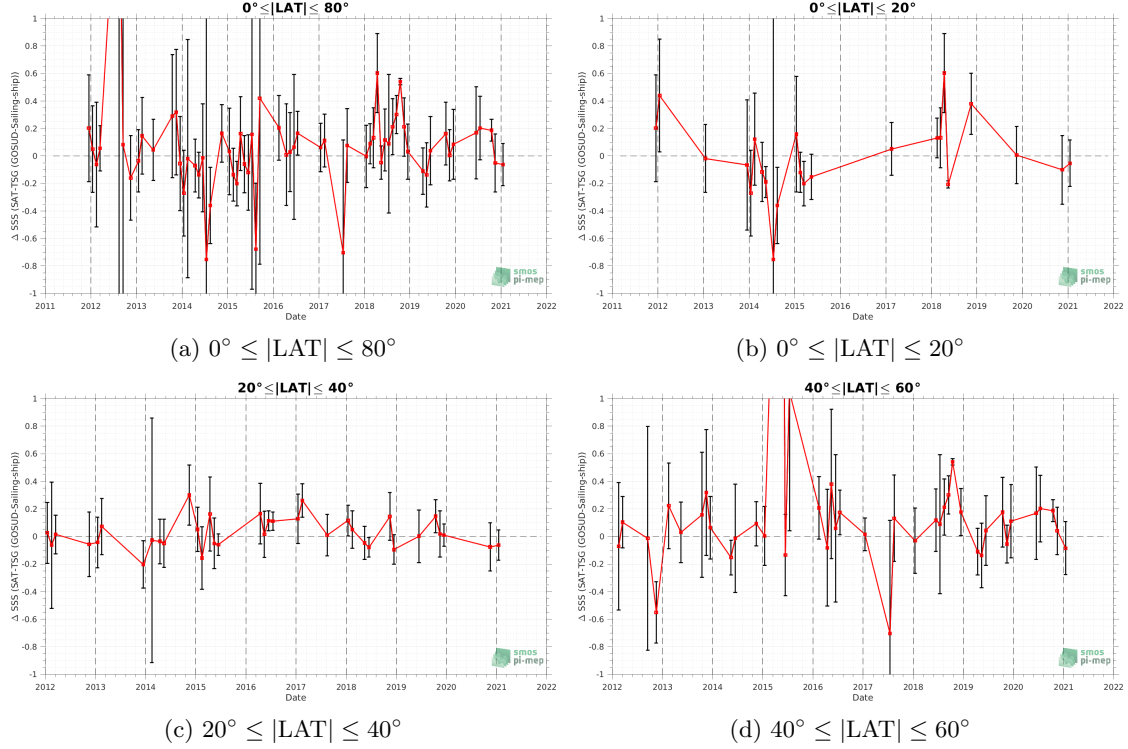 0°≤|LAT|≤ 80°
1
0.8
0.6
0.4
0.2
0
-0.2
-0.4
-0.6
-0.8
-1
Δ SSS (SAT-TSG (GOSUD-Sailing-ship))
2011 2012 2013 2014 2015 2016 2017 2018 2019 2020 2021 2022
Date
smos
pi-mep
(a) 0° ≤ |LAT| ≤ 80°
0°≤|LAT|≤ 20°
1
0.8
0.6
0.4
0.2
0
-0.2
-0.4
-0.6
-0.8
-1
Δ SSS (SAT-TSG (GOSUD-Sailing-ship))
2011 2012 2013 2014 2015 2016 2017 2018 2019 2020 2021 2022
Date
smos
pi-mep
(b) 0° ≤ |LAT| ≤ 20°
20°≤|LAT|≤ 40°
1
0.8
0.6
0.4
0.2
0
-0.2
-0.4
-0.6
-0.8
-1
Δ SSS (SAT-TSG (GOSUD-Sailing-ship))
2012 2013 2014 2015 2016 2017 2018 2019 2020 2021 2022
Date
smos
pi-mep
(c) 20° ≤ |LAT| ≤ 40°
40°≤|LAT|≤ 60°
1
0.8
0.6
0.4
0.2
0
-0.2
-0.4
-0.6
-0.8
-1
Δ SSS (SAT-TSG (GOSUD-Sailing-ship))
2012 2013 2014 2015 2016 2017 2018 2019 2020 2021 2022
Date
smos
pi-mep
(d) 40° ≤ |LAT| ≤ 60°